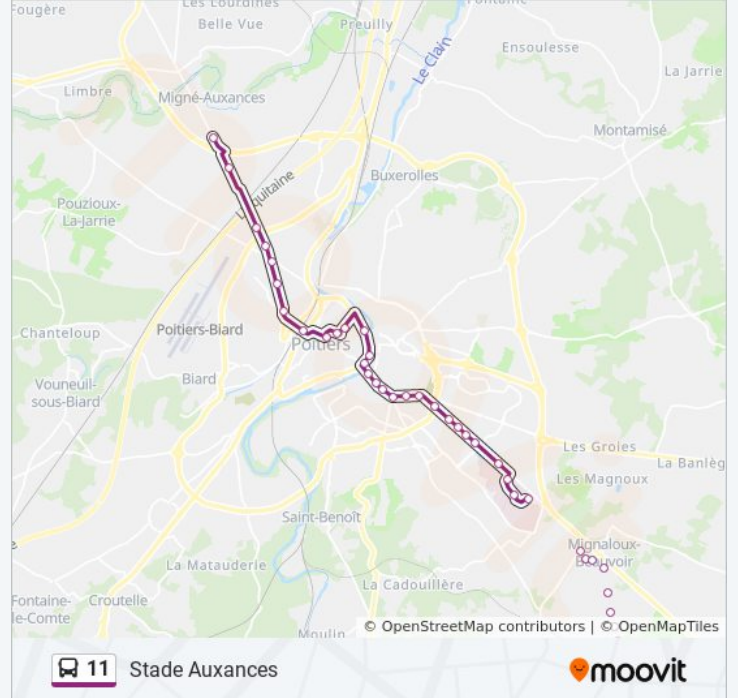 Fougère
Les Lourdines
Belle Vue
Preuilly
Le Clain
Ensoulesse
La Jarrie
Limbre
Migné-Auxances
Montamisé
Buxerolles
Pouzioux-
La-Jarrie
Chanteloup
Poitiers-Biard
Poitiers
Biard
Vouneuil-
sous-Biard
Les Groies
La Banlèg
Les Magnoux
Saint-Benoît
Mignaloux-
Beauvoir
La Matauderie
La Cadouillère
Fontaine-
le-Comte
Croutelle
Moulin
© OpenStreetMap contributors | © OpenMapTiles
11 Stade Auxances
moovit